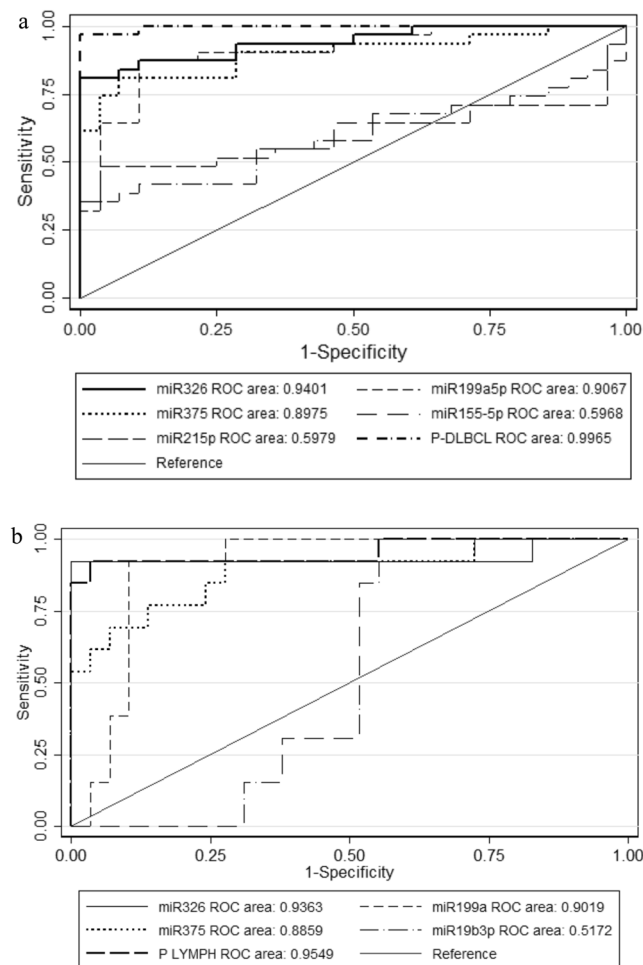 a
1.00
0.75
0.50
0.25
0.00
Sensitivity
0.00 0.25 0.50 0.75 1.00
1-Specificity
miR326 ROC area: 0.9401 miR199a5p ROC area: 0.9067
miR375 ROC area: 0.8975 miR155-5p ROC area: 0.5968
miR215p ROC area: 0.5979 P-DLBCL ROC area: 0.9965
Reference
b
1.00
0.75
0.50
0.25
0.00
Sensitivity
0.00 0.25 0.50 0.75 1.00
1-Specificity
miR326 ROC area: 0.9363 miR199a ROC area: 0.9019
miR375 ROC area: 0.8859 miR19b3p ROC area: 0.5172
P LYMPH ROC area: 0.9549 Reference